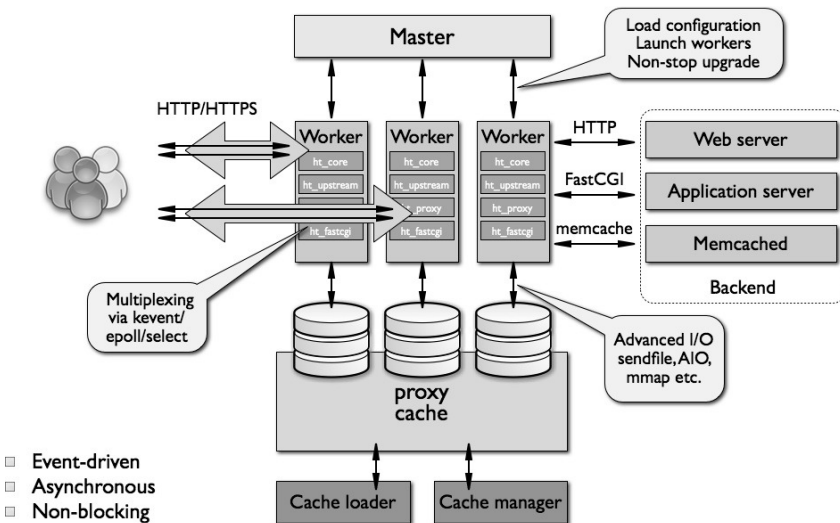 Master
Load configuration
Launch workers
Non-stop upgrade
HTTP/HTTPS
Worker
ht_core
ht_upstream
ht_fastcgi
Worker
ht_core
ht_upstream
ht_proxy
ht_fastcgi
Worker
ht_core
ht_upstream
ht_proxy
ht_fastcgi
HTTP
FastCGI
memcache
Web server
Application server
Memcached
Backend
Multiplexing
via kevent/
epoll/select
Advanced I/O
sendfile, AIO,
mmap etc.
proxy
cache
Cache loader
Cache manager
Event-driven
Asynchronous
Non-blocking